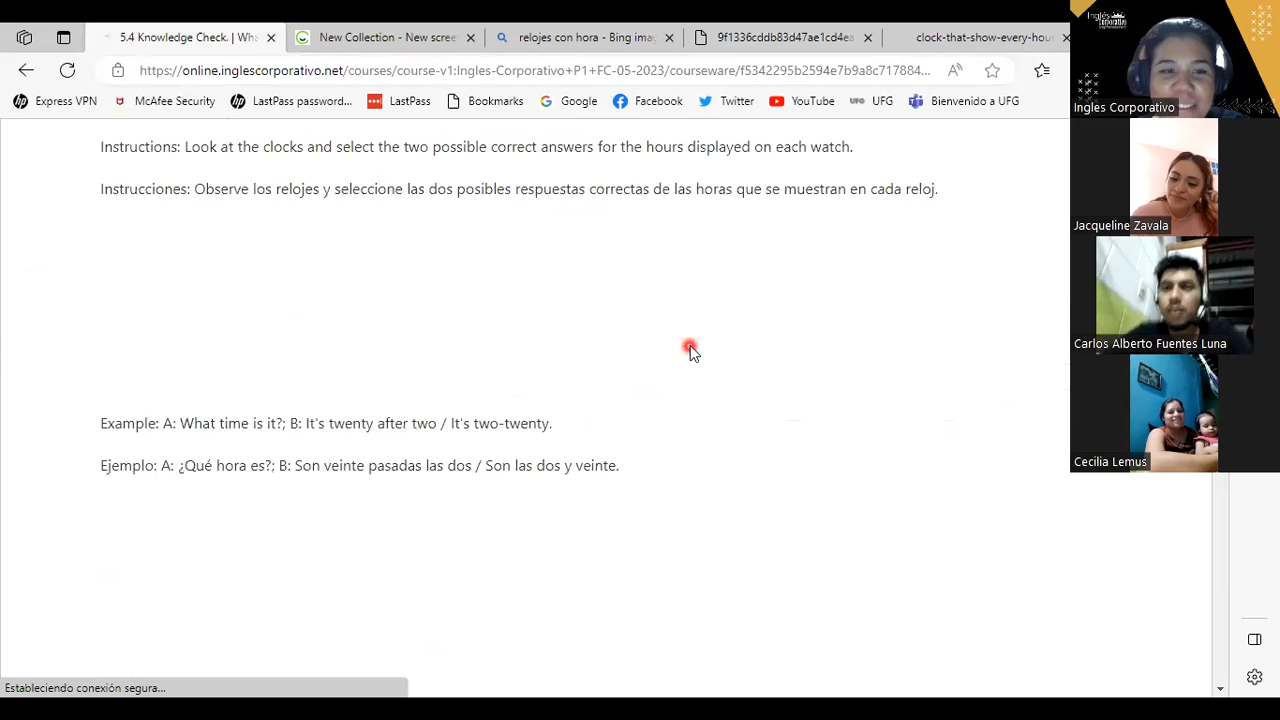 5.4 Knowledge Check. | Wha
New Collection - New scree
relojes con hora - Bing imag
9f1336cddb83d47ae1cd4ea
clock-that-show-every-hou
https://online.inglescorporativo.net/courses/course-v1:Ingles-Corporativo+P1+FC-05-2023/courseware/f5342295b2594e7b9a8c717884...
Express VPN
McAfee Security
LastPass password...
LastPass
Bookmarks
Google
Facebook
Twitter
YouTube
UFG
Bienvenido a UFG
Instructions: Look at the clocks and select the two possible correct answers for the hours displayed on each watch.
Instrucciones: Observe los relojes y seleccione las dos posibles respuestas correctas de las horas que se muestran en cada reloj.
Example: A: What time is it?; B: It's twenty after two / It's two-twenty.
Ejemplo: A: ¿Qué hora es?; B: Son veinte pasadas las dos / Son las dos y veinte.
Estableciendo conexión segura...
Inglés
Corporativo
Ingles Corporativo
Jacqueline Zavala
Carlos Alberto Fuentes Luna
Cecilia Lemus